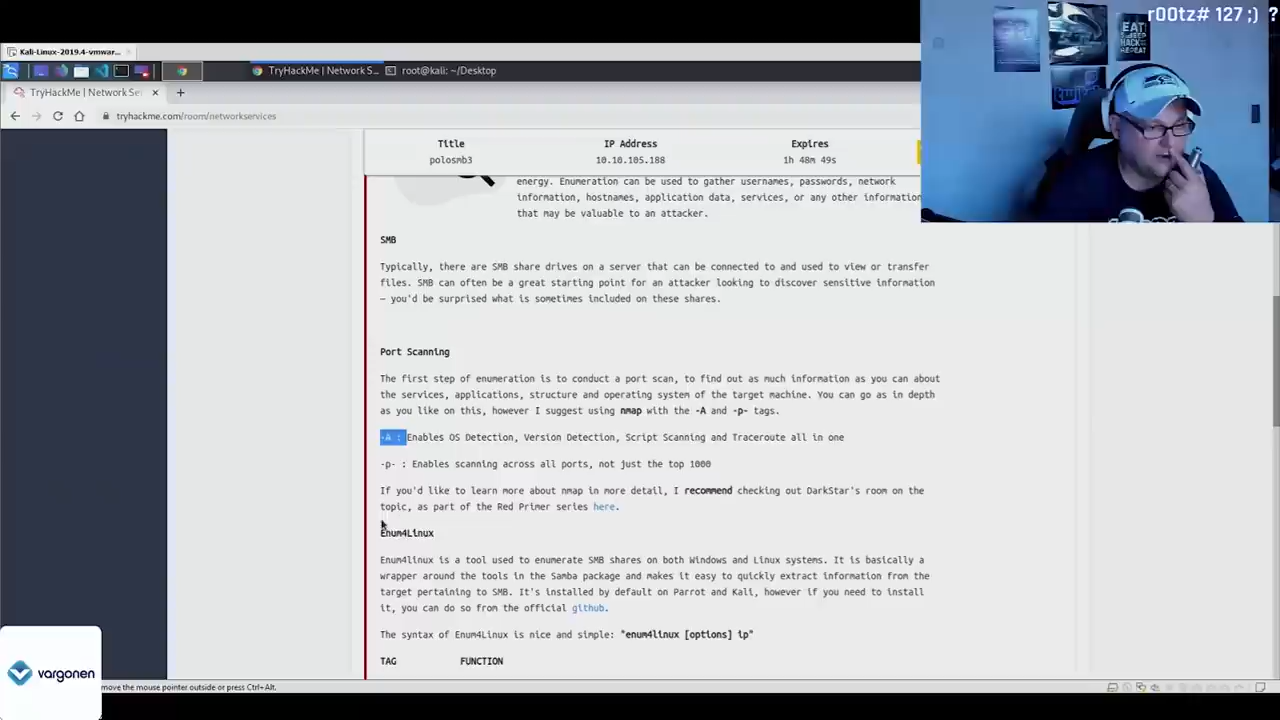 r00tz# 127 ;) ?
Kali-Linux-2019.4-vmwar...
TryHackMe | Network S...
root@kali: ~/Desktop
TryHackMe | Network Se
tryhackme.com/room/networkservices
EAT
SLEEP
HACK
REPEAT
Title
IP Address
Expires
polosmb3
10.10.105.188
1h 48m 49s
energy. Enumeration can be used to gather usernames, passwords, network
information, hostnames, application data, services, or any other information
that may be valuable to an attacker.
SMB
Typically, there are SMB share drives on a server that can be connected to and used to view or transfer
files. SMB can often be a great starting point for an attacker looking to discover sensitive information
— you'd be surprised what is sometimes included on these shares.
Port Scanning
The first step of enumeration is to conduct a port scan, to find out as much information as you can about
the services, applications, structure and operating system of the target machine. You can go as in depth
as you like on this, however I suggest using nmap with the -A and -p- tags.
-A : Enables OS Detection, Version Detection, Script Scanning and Traceroute all in one
-p- : Enables scanning across all ports, not just the top 1000
If you'd like to learn more about nmap in more detail, I recommend checking out DarkStar's room on the
topic, as part of the Red Primer series here.
Enum4Linux
Enum4linux is a tool used to enumerate SMB shares on both Windows and Linux systems. It is basically a
wrapper around the tools in the Samba package and makes it easy to quickly extract information from the
target pertaining to SMB. It's installed by default on Parrot and Kali, however if you need to install
it, you can do so from the official github.
The syntax of Enum4Linux is nice and simple: "enum4linux [options] ip"
TAG FUNCTION
vargonen
move the mouse pointer outside or press Ctrl+Alt.